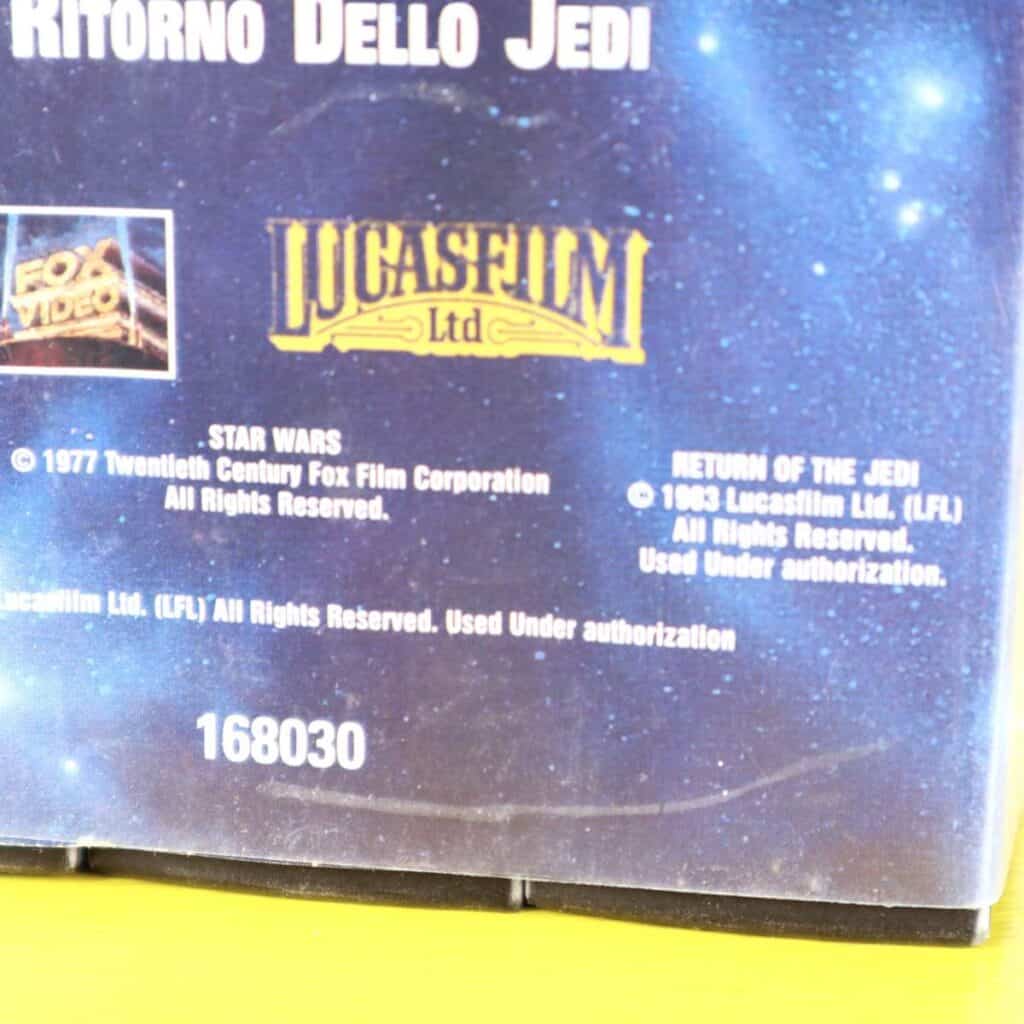 RITORNO DELLO JEDI
FOX
VIDEO
LUCASFILM
Ltd
STAR WARS
© 1977 Twentieth Century Fox Film Corporation
All Rights Reserved.
RETURN OF THE JEDI
© 1983 Lucasfilm Ltd. (LFL)
All Rights Reserved.
Used Under authorization.
Lucasfilm Ltd. (LFL) All Rights Reserved. Used Under authorization
168030